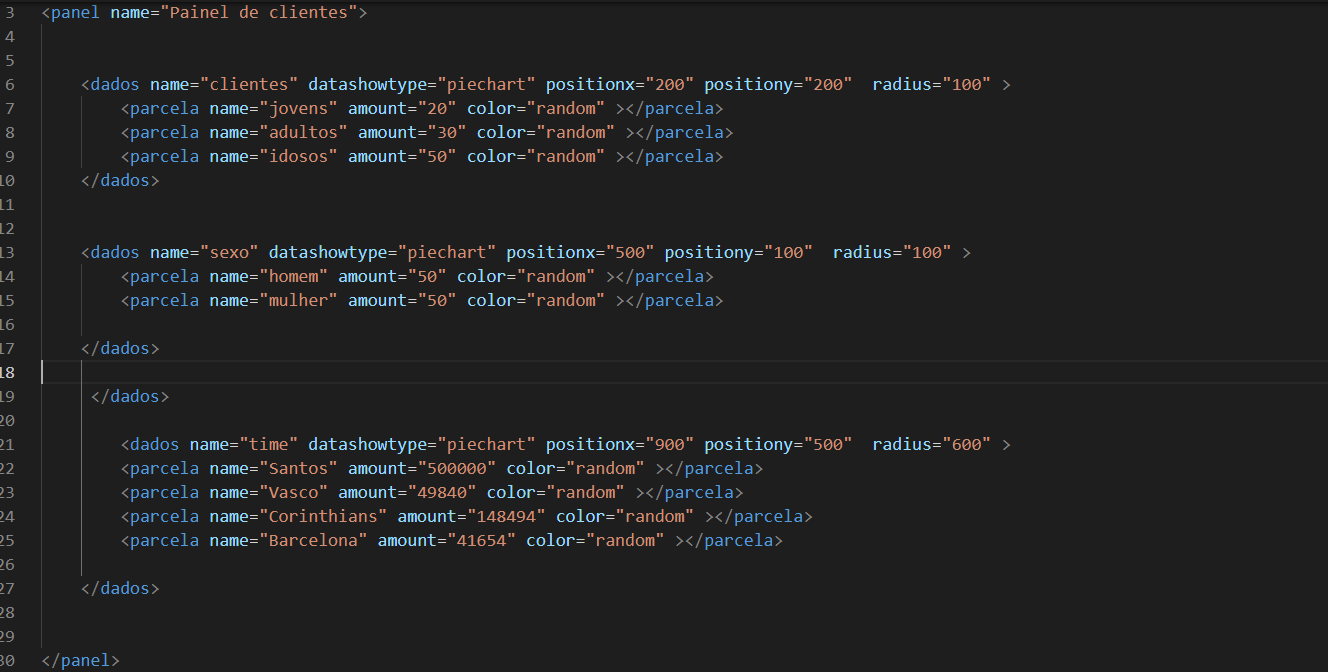 3 <panel name="Painel de clientes">
4
5
6 <dados name="clientes" datashowtype="piechart" positionx="200" positiony="200"  radius="100" >
7 <parcela name="jovens" amount="20" color="random" ></parcela>
8 <parcela name="adultos" amount="30" color="random" ></parcela>
9 <parcela name="idosos" amount="50" color="random" ></parcela>
10 </dados>
11
12
13 <dados name="sexo" datashowtype="piechart" positionx="500" positiony="100"  radius="100" >
14 <parcela name="homem" amount="50" color="random" ></parcela>
15 <parcela name="mulher" amount="50" color="random" ></parcela>
16
17 </dados>
18
19 </dados>
20
21 <dados name="time" datashowtype="piechart" positionx="900" positiony="500"  radius="600" >
22 <parcela name="Santos" amount="500000" color="random" ></parcela>
23 <parcela name="Vasco" amount="49840" color="random" ></parcela>
24 <parcela name="Corinthians" amount="148494" color="random" ></parcela>
25 <parcela name="Barcelona" amount="41654" color="random" ></parcela>
26
27 </dados>
28
29
30 </panel>